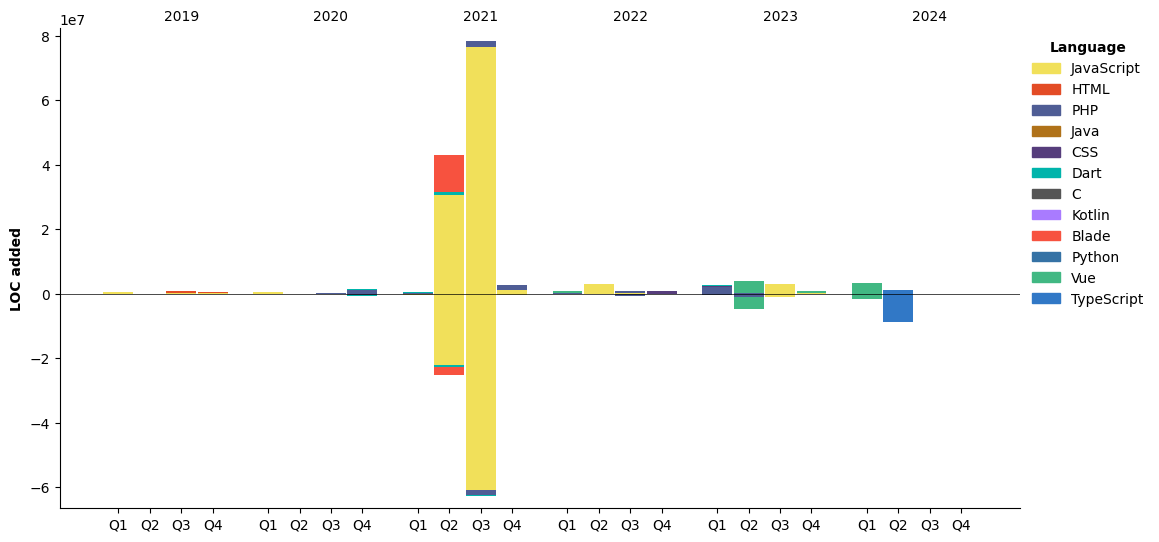 2019 2020 2021 2022 2023 2024
1e7
8
6
4
2
0
−2
−4
−6
LOC added
Q1 Q2 Q3 Q4 Q1 Q2 Q3 Q4 Q1 Q2 Q3 Q4 Q1 Q2 Q3 Q4 Q1 Q2 Q3 Q4 Q1 Q2 Q3 Q4
Language
JavaScript
HTML
PHP
Java
CSS
Dart
C
Kotlin
Blade
Python
Vue
TypeScript